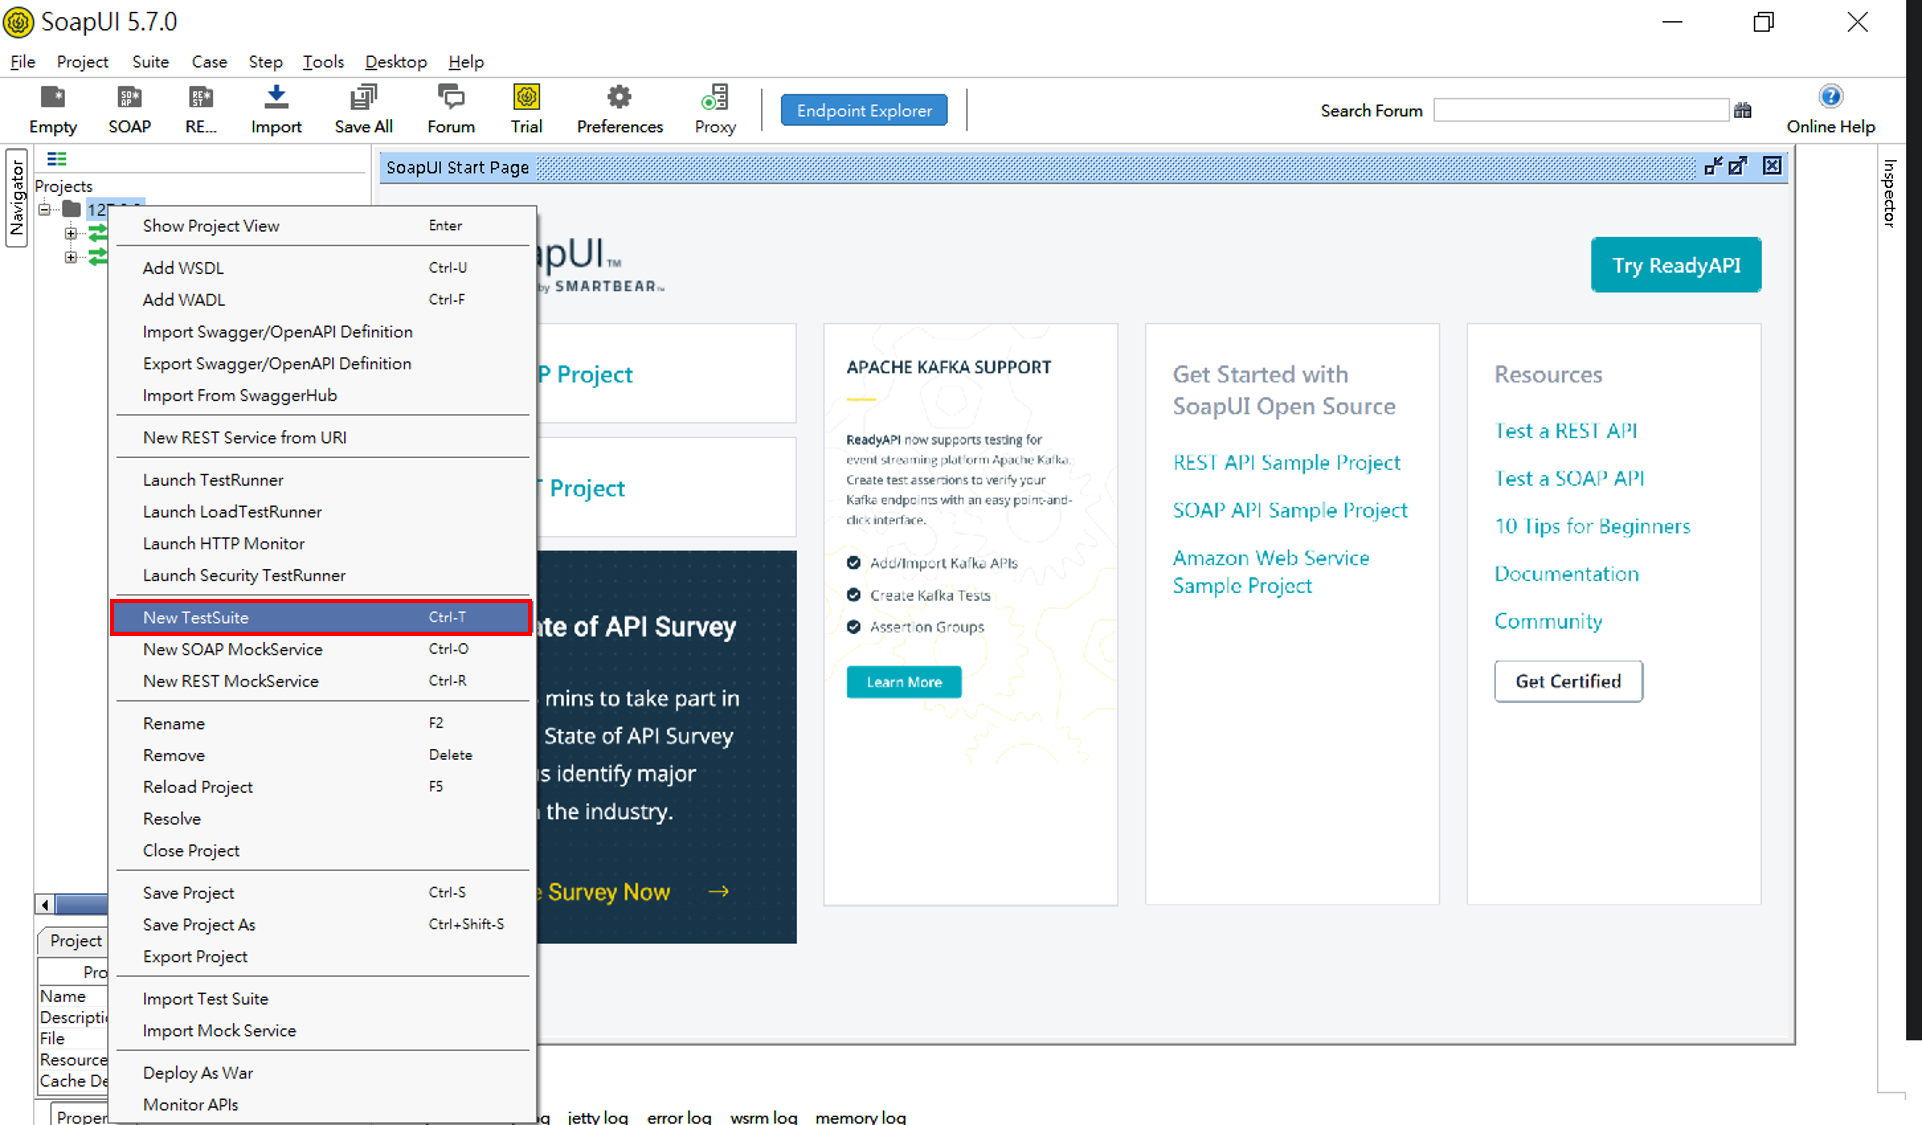 SoapUI 5.7.0
File Project Suite Case Step Tools Desktop Help
Empty SOAP RE... Import Save All Forum Trial Preferences Proxy Endpoint Explorer Search Forum Online Help
Navigator
Inspector
Projects
SoapUI Start Page
Show Project View Enter
Add WSDL Ctrl-U
Add WADL Ctrl-F
Import Swagger/OpenAPI Definition
Export Swagger/OpenAPI Definition
Import From SwaggerHub
New REST Service from URI
Launch TestRunner
Launch LoadTestRunner
Launch HTTP Monitor
Launch Security TestRunner
New TestSuite Ctrl-T
New SOAP MockService Ctrl-O
New REST MockService Ctrl-R
Rename F2
Remove Delete
Reload Project F5
Resolve
Close Project
Save Project Ctrl-S
Save Project As Ctrl+Shift-S
Export Project
Import Test Suite
Import Mock Service
Deploy As War
Monitor APIs
apUI™
by SMARTBEAR™
Try ReadyAPI
P Project
T Project
ate of API Survey
mins to take part in
State of API Survey
us identify major
the industry.
e Survey Now →
APACHE KAFKA SUPPORT
ReadyAPI now supports testing for
event streaming platform Apache Kafka.
Create test assertions to verify your
Kafka endpoints with an easy point-and-
click interface.
Add/Import Kafka APIs
Create Kafka Tests
Assertion Groups
Learn More
Get Started with
SoapUI Open Source
REST API Sample Project
SOAP API Sample Project
Amazon Web Service
Sample Project
Resources
Test a REST API
Test a SOAP API
10 Tips for Beginners
Documentation
Community
Get Certified
Project
Pro
Name
Descripti
File
Resource
Cache De
Proper
og jetty log error log wsrm log memory log